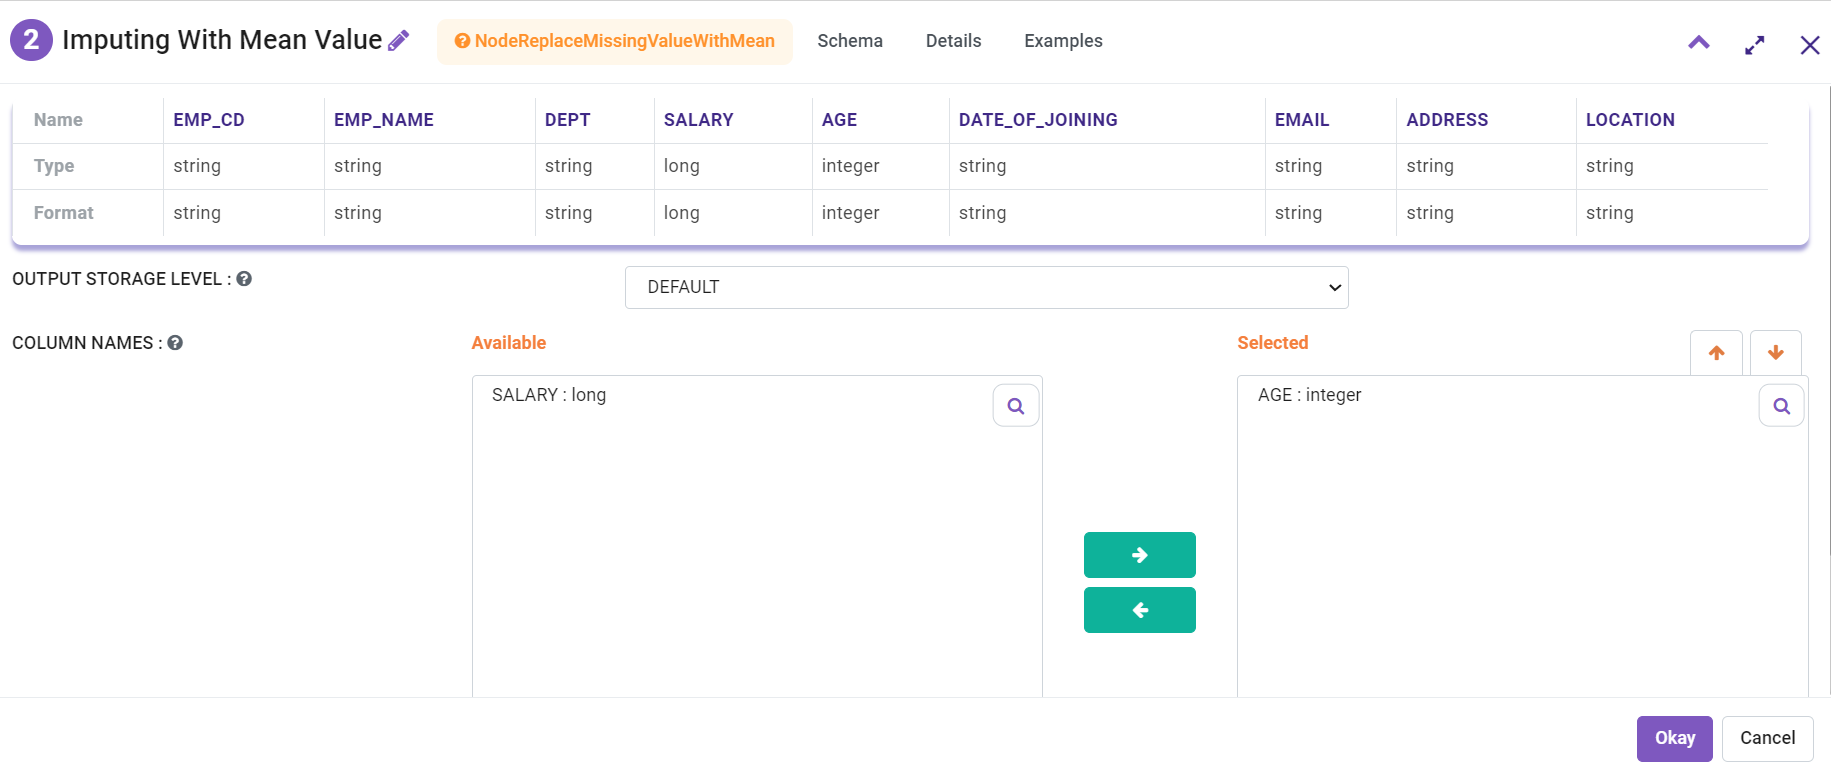 2 Imputing With Mean Value NodeReplaceMissingValueWithMean Schema Details Examples
Name EMP_CD EMP_NAME DEPT SALARY AGE DATE_OF_JOINING EMAIL ADDRESS LOCATION
Type string string string long integer string string string string
Format string string string long integer string string string string
OUTPUT STORAGE LEVEL : DEFAULT
COLUMN NAMES : Available Selected
SALARY : long AGE : integer
Okay Cancel